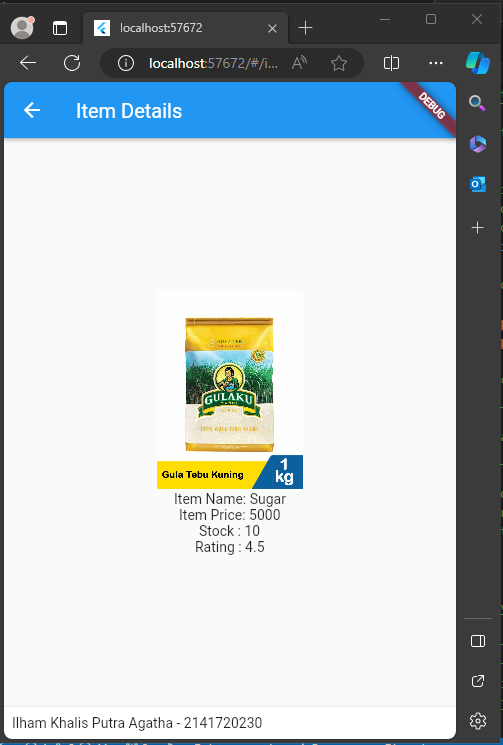 localhost:57672
localhost:57672/#/i...
Item Details
DEBUG
GULAKU
Gula Tebu Kuning
1
kg
Item Name: Sugar
Item Price: 5000
Stock : 10
Rating : 4.5
Ilham Khalis Putra Agatha - 2141720230